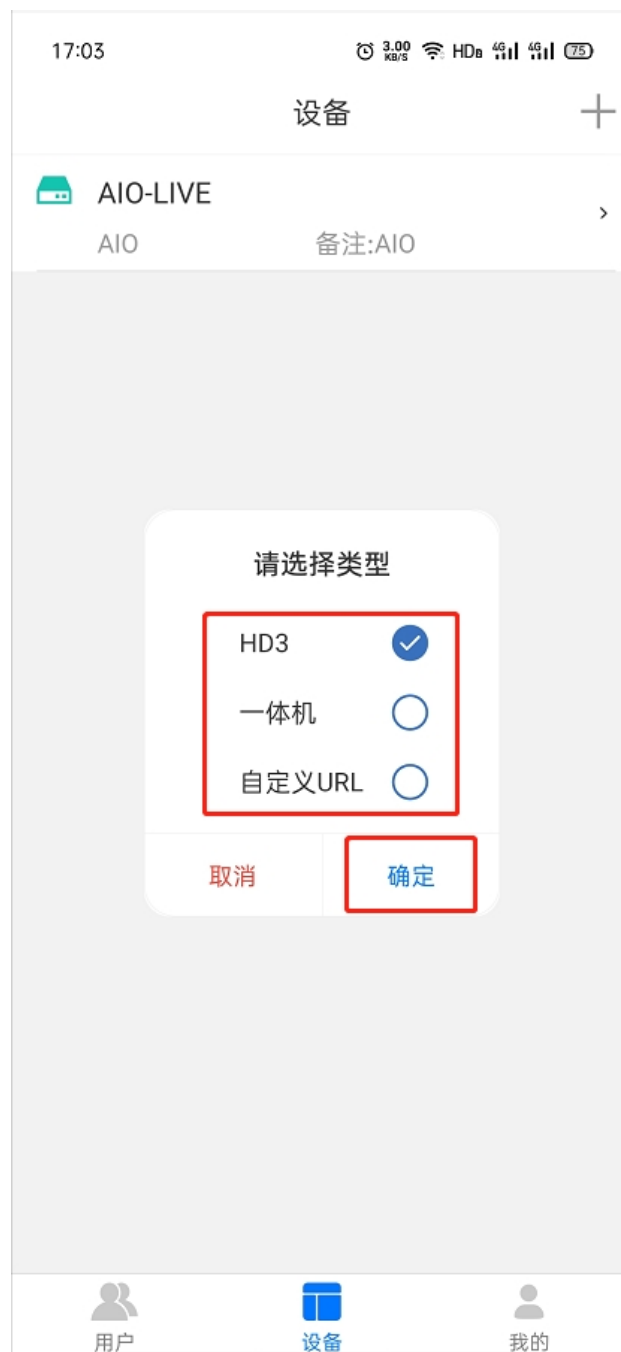 17:03 3.00 KB/S HDB 4G 4G 75
设备
AIO-LIVE
AIO 备注:AIO
请选择类型
HD3
一体机
自定义URL
取消 确定
用户 设备 我的